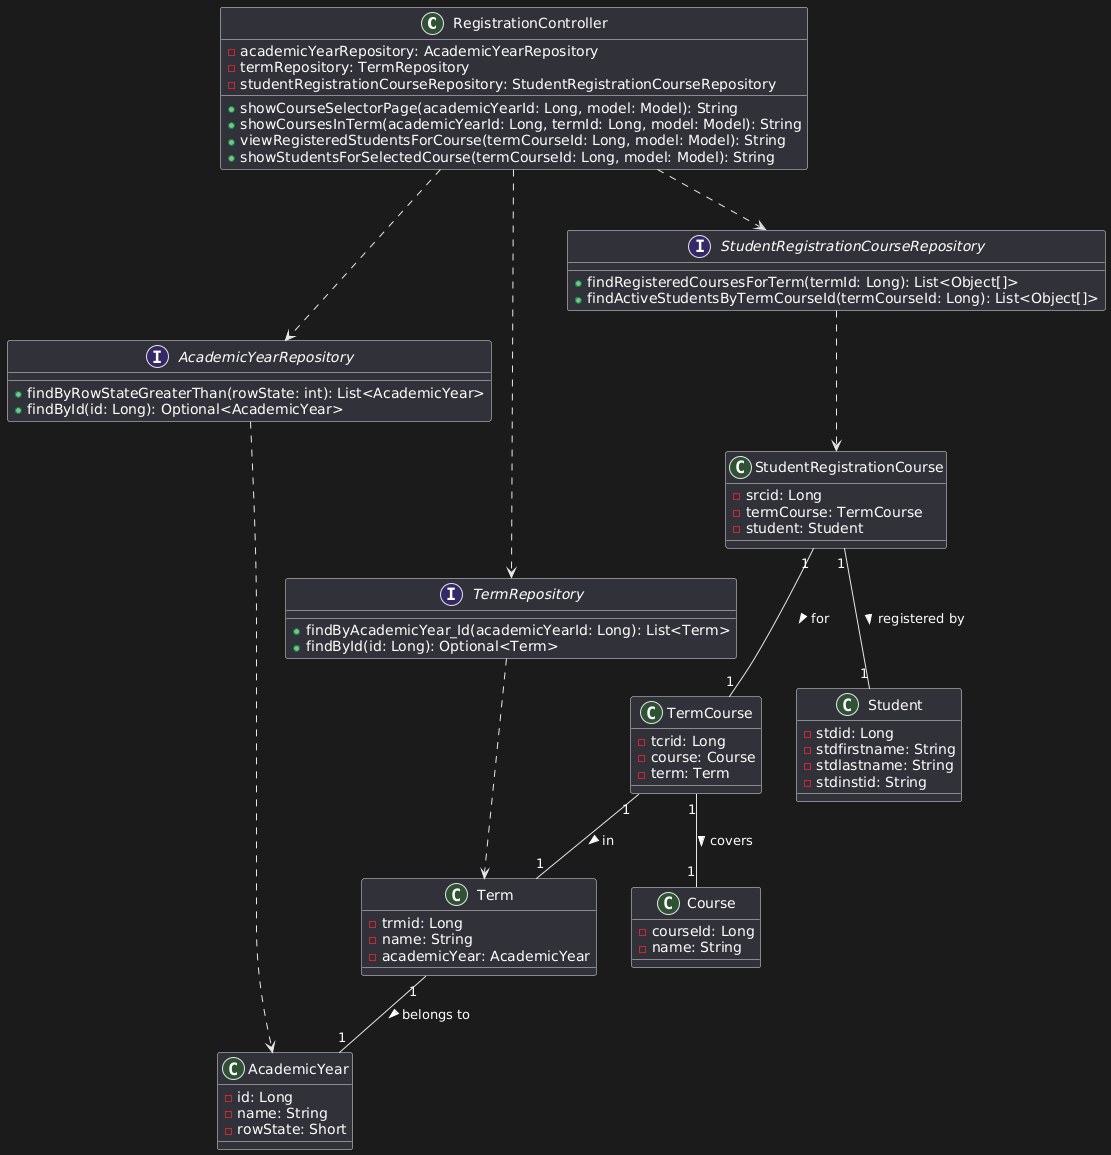 C RegistrationController
academicYearRepository: AcademicYearRepository
termRepository: TermRepository
studentRegistrationCourseRepository: StudentRegistrationCourseRepository
showCourseSelectorPage(academicYearId: Long, model: Model): String
showCoursesInTerm(academicYearId: Long, termId: Long, model: Model): String
viewRegisteredStudentsForCourse(termCourseId: Long, model: Model): String
showStudentsForSelectedCourse(termCourseId: Long, model: Model): String
I StudentRegistrationCourseRepository
findRegisteredCoursesForTerm(termId: Long): List<Object[]>
findActiveStudentsByTermCourseId(termCourseId: Long): List<Object[]>
I AcademicYearRepository
findByRowStateGreaterThan(rowState: int): List<AcademicYear>
findById(id: Long): Optional<AcademicYear>
C StudentRegistrationCourse
srcid: Long
termCourse: TermCourse
student: Student
1
1
for
registered by
1
1
I TermRepository
findByAcademicYear_Id(academicYearId: Long): List<Term>
findById(id: Long): Optional<Term>
C TermCourse
tcrid: Long
course: Course
term: Term
C Student
stdid: Long
stdfirstname: String
stdlastname: String
stdinstid: String
1
1
in
covers
1
1
C Term
trmid: Long
name: String
academicYear: AcademicYear
C Course
courseId: Long
name: String
1
belongs to
1
C AcademicYear
id: Long
name: String
rowState: Short